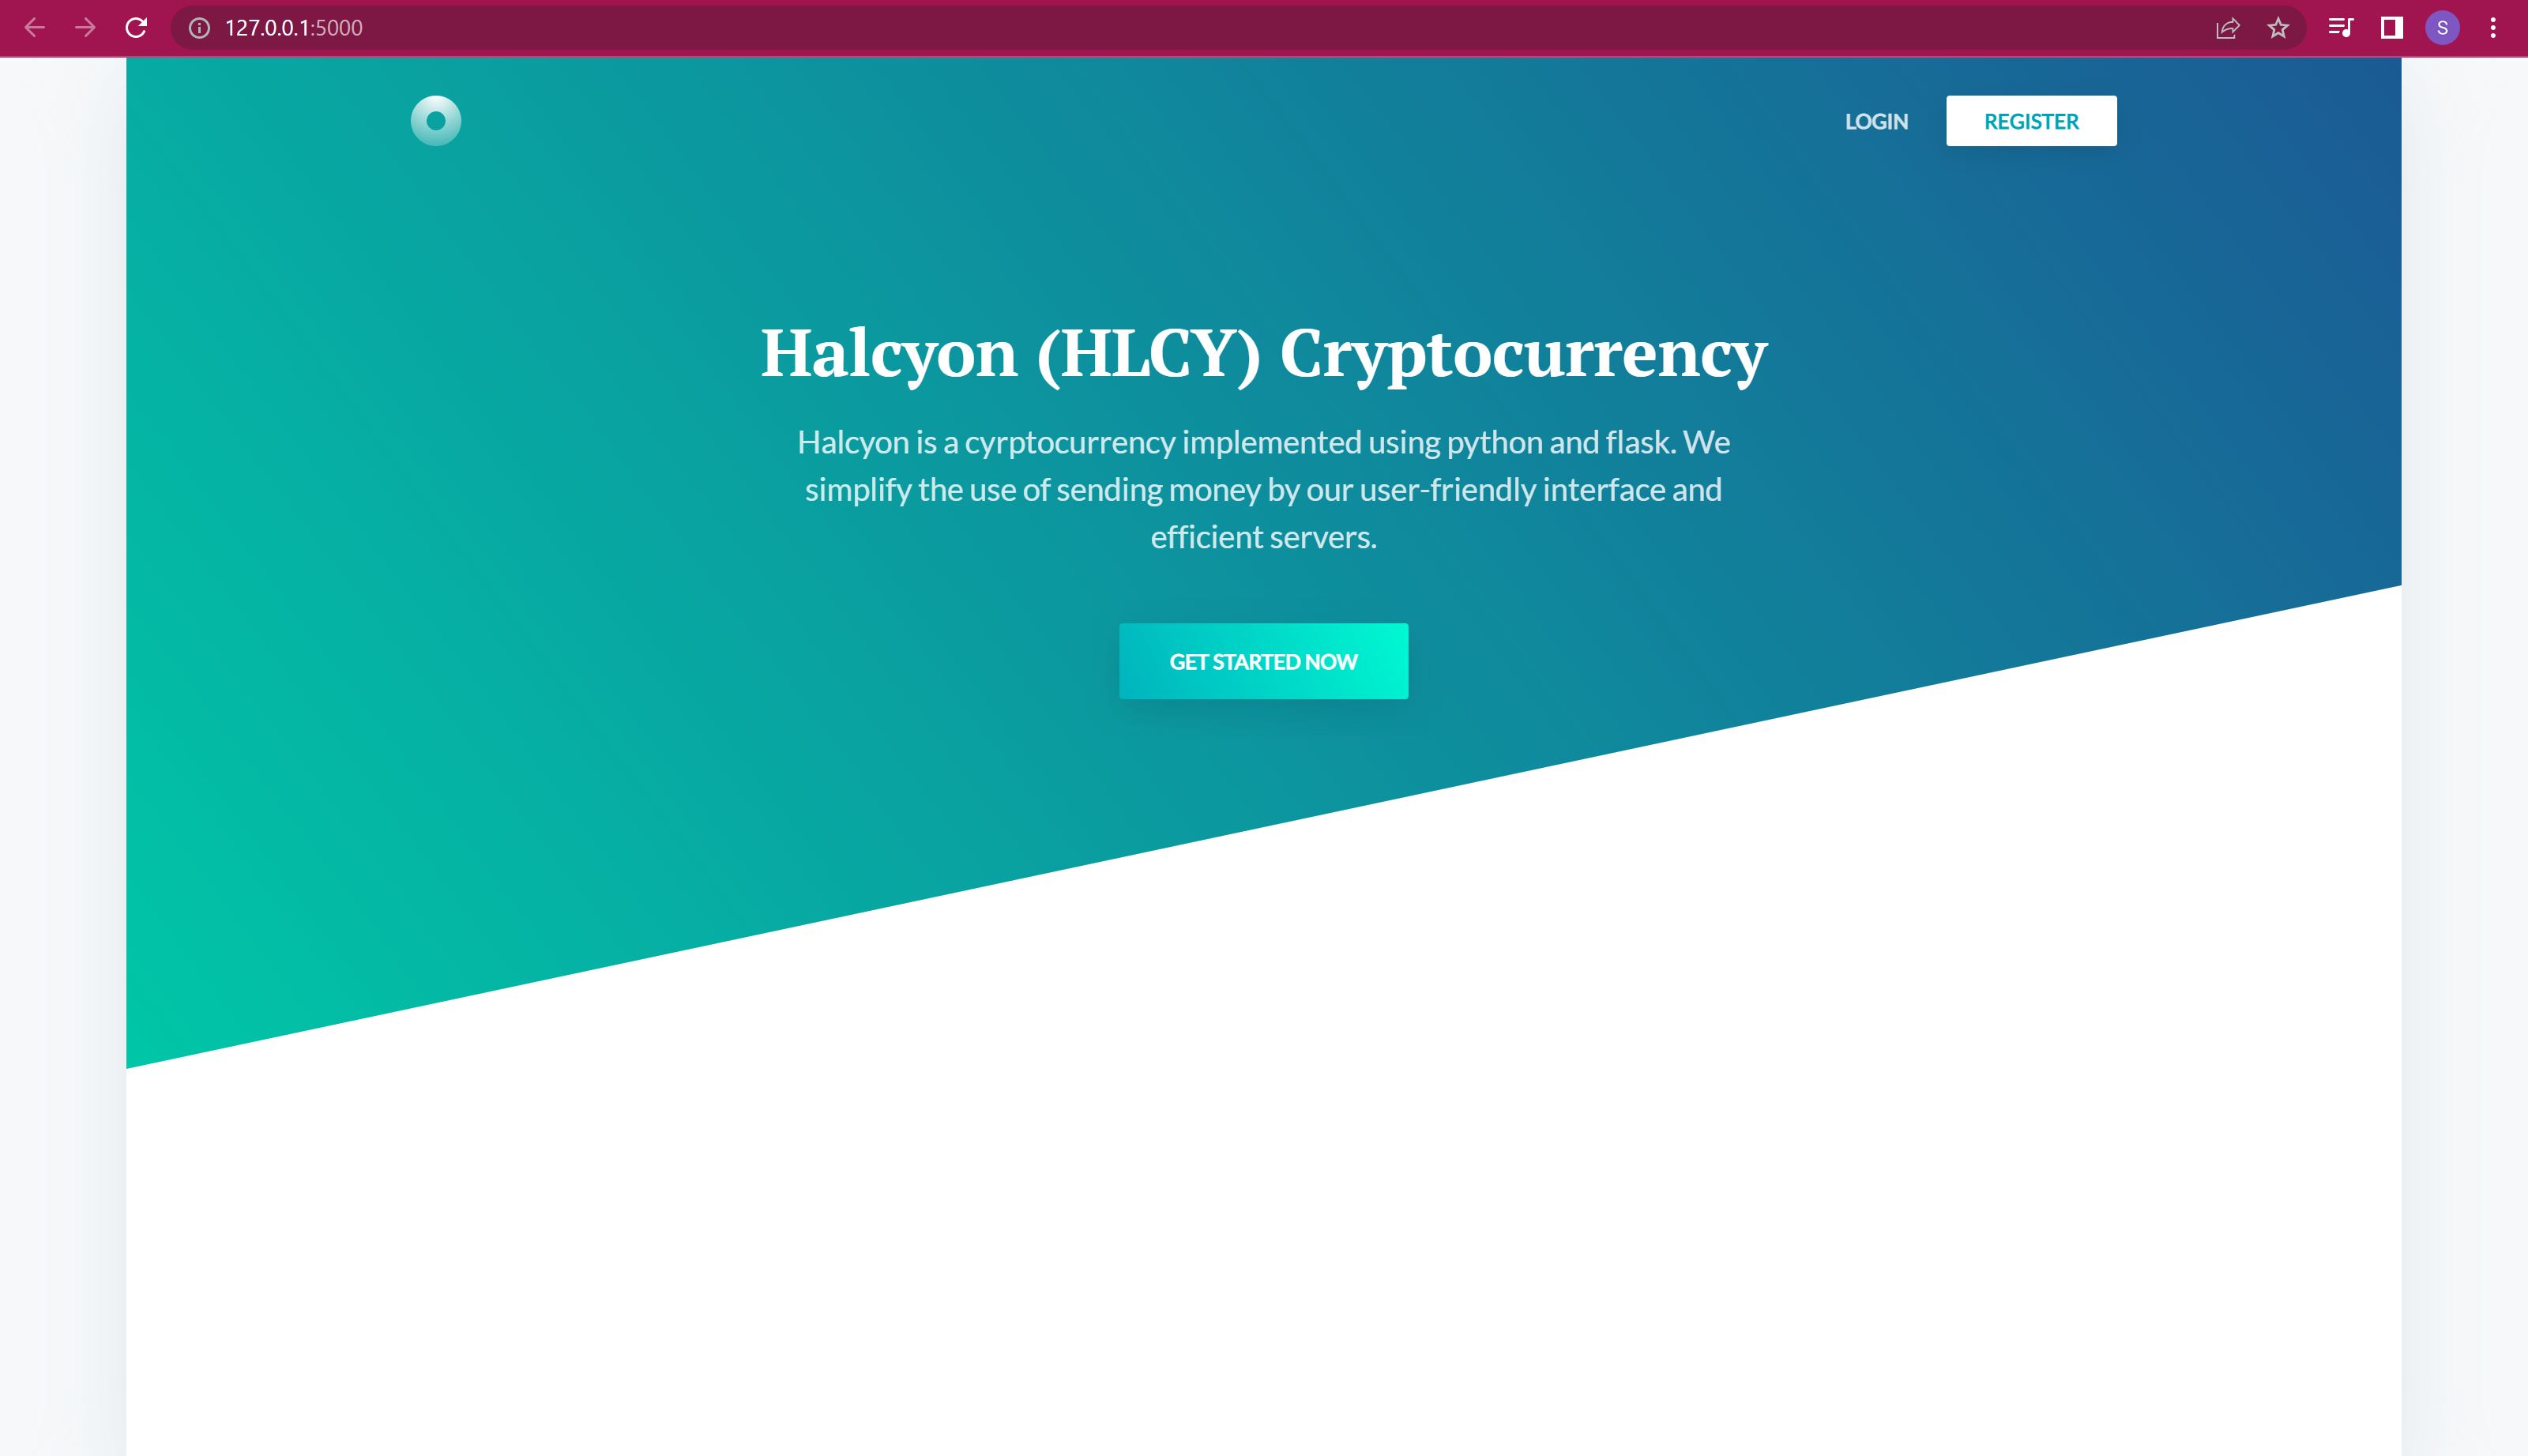 127.0.0.1:5000
S
LOGIN
REGISTER
Halcyon (HLCY) Cryptocurrency
Halcyon is a cyrptocurrency implemented using python and flask. We
simplify the use of sending money by our user-friendly interface and
efficient servers.
GET STARTED NOW